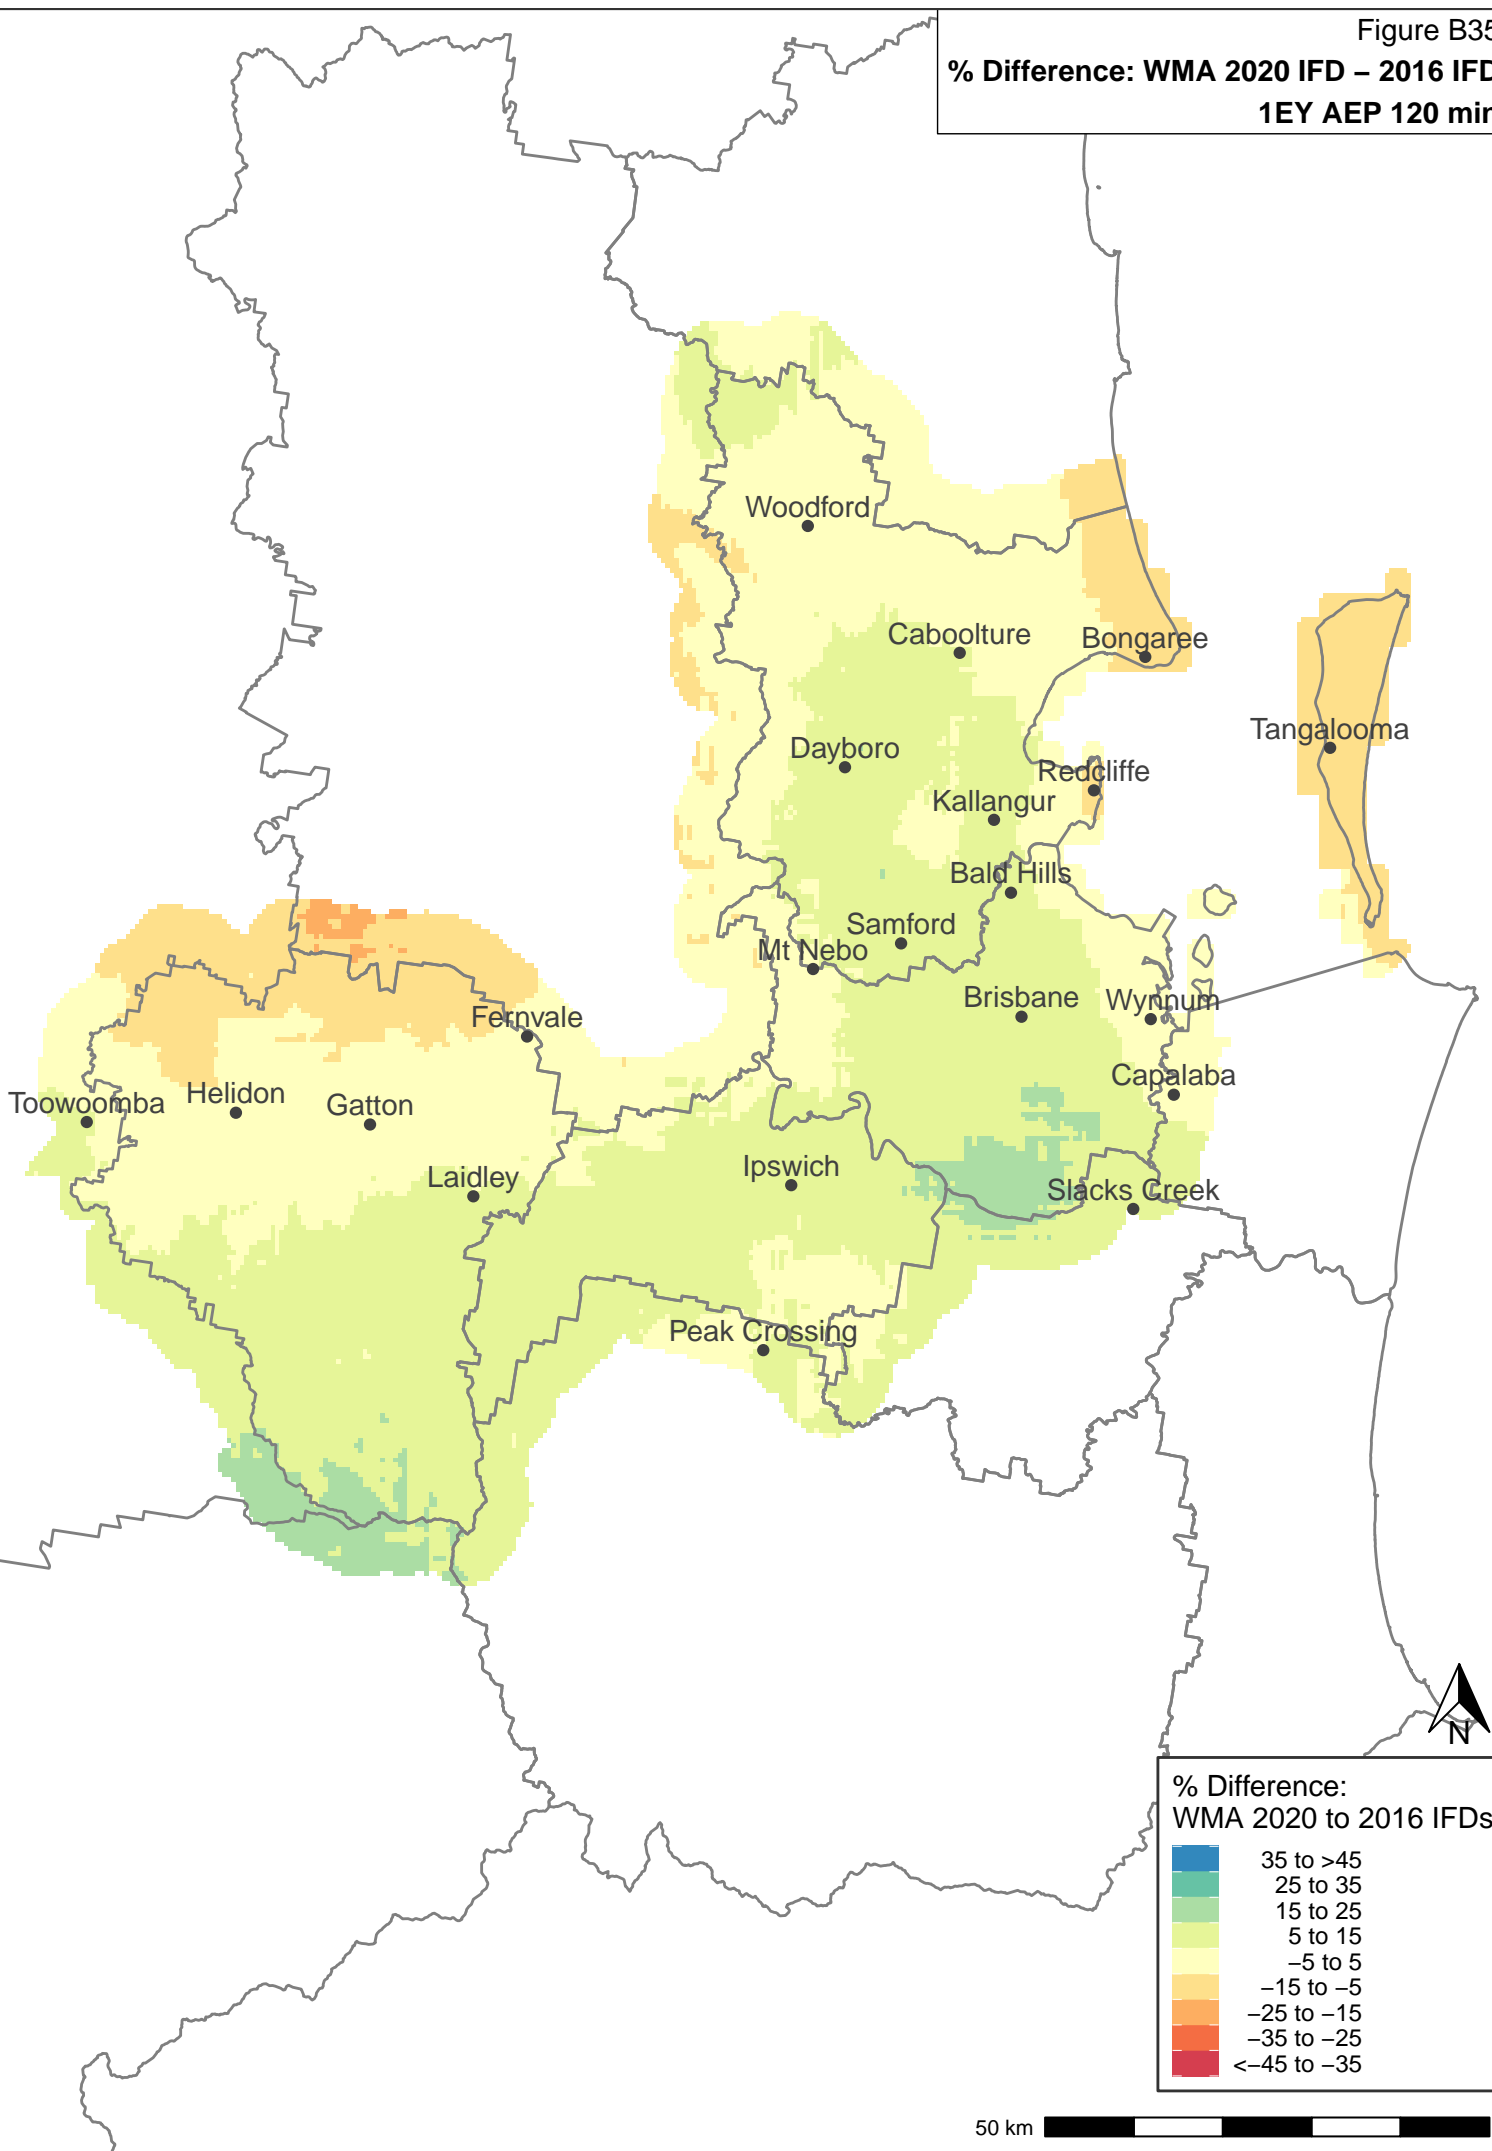 Figure B35
% Difference: WMA 2020 IFD – 2016 IFD
1EY AEP 120 min
Woodford
Caboolture
Bongaree
Tangalooma
Dayboro
Redcliffe
Kallangur
Bald Hills
Samford
Mt Nebo
Brisbane
Wynnum
Fernvale
Capalaba
Toowoomba
Helidon
Gatton
Ipswich
Laidley
Slacks Creek
Peak Crossing
N
% Difference:
WMA 2020 to 2016 IFDs
35 to >45
25 to 35
15 to 25
5 to 15
−5 to 5
−15 to −5
−25 to −15
−35 to −25
<−45 to −35
50 km